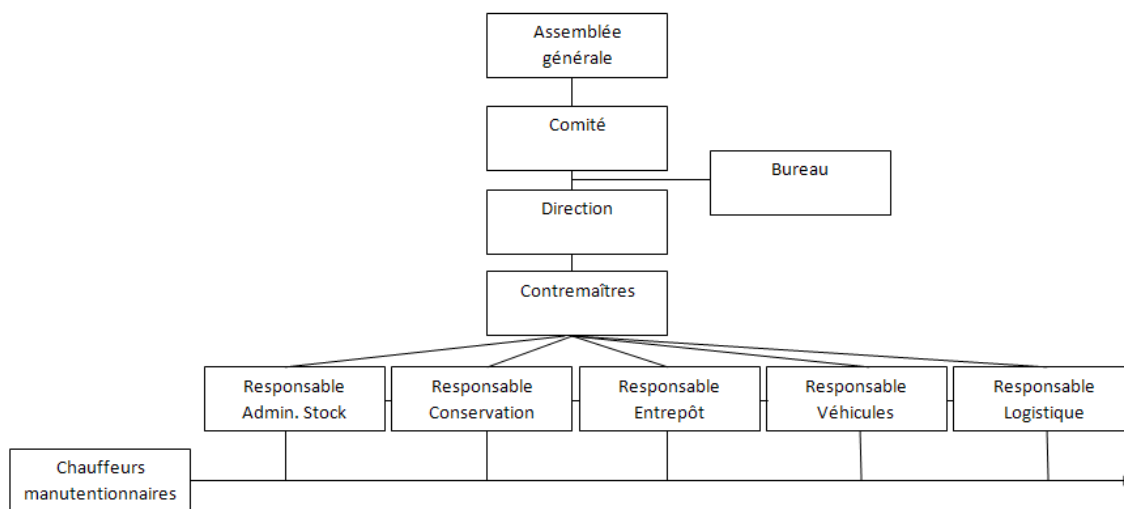 Assemblée
générale
Comité
Bureau
Direction
Contremaîtres
Responsable
Admin. Stock
Responsable
Conservation
Responsable
Entrepôt
Responsable
Véhicules
Responsable
Logistique
Chauffeurs
manutentionnaires